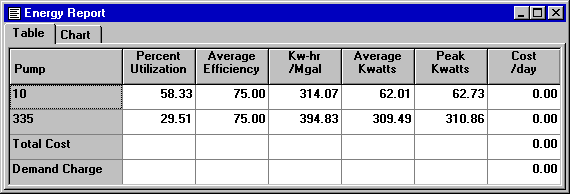 Energy Report
Table Chart
Pump Percent Utilization Average Efficiency Kw-hr /Mgal Average Kwatts Peak Kwatts Cost /day
10 58.33 75.00 314.07 62.01 62.73 0.00
335 29.51 75.00 394.83 309.49 310.86 0.00
Total Cost 0.00
Demand Charge 0.00